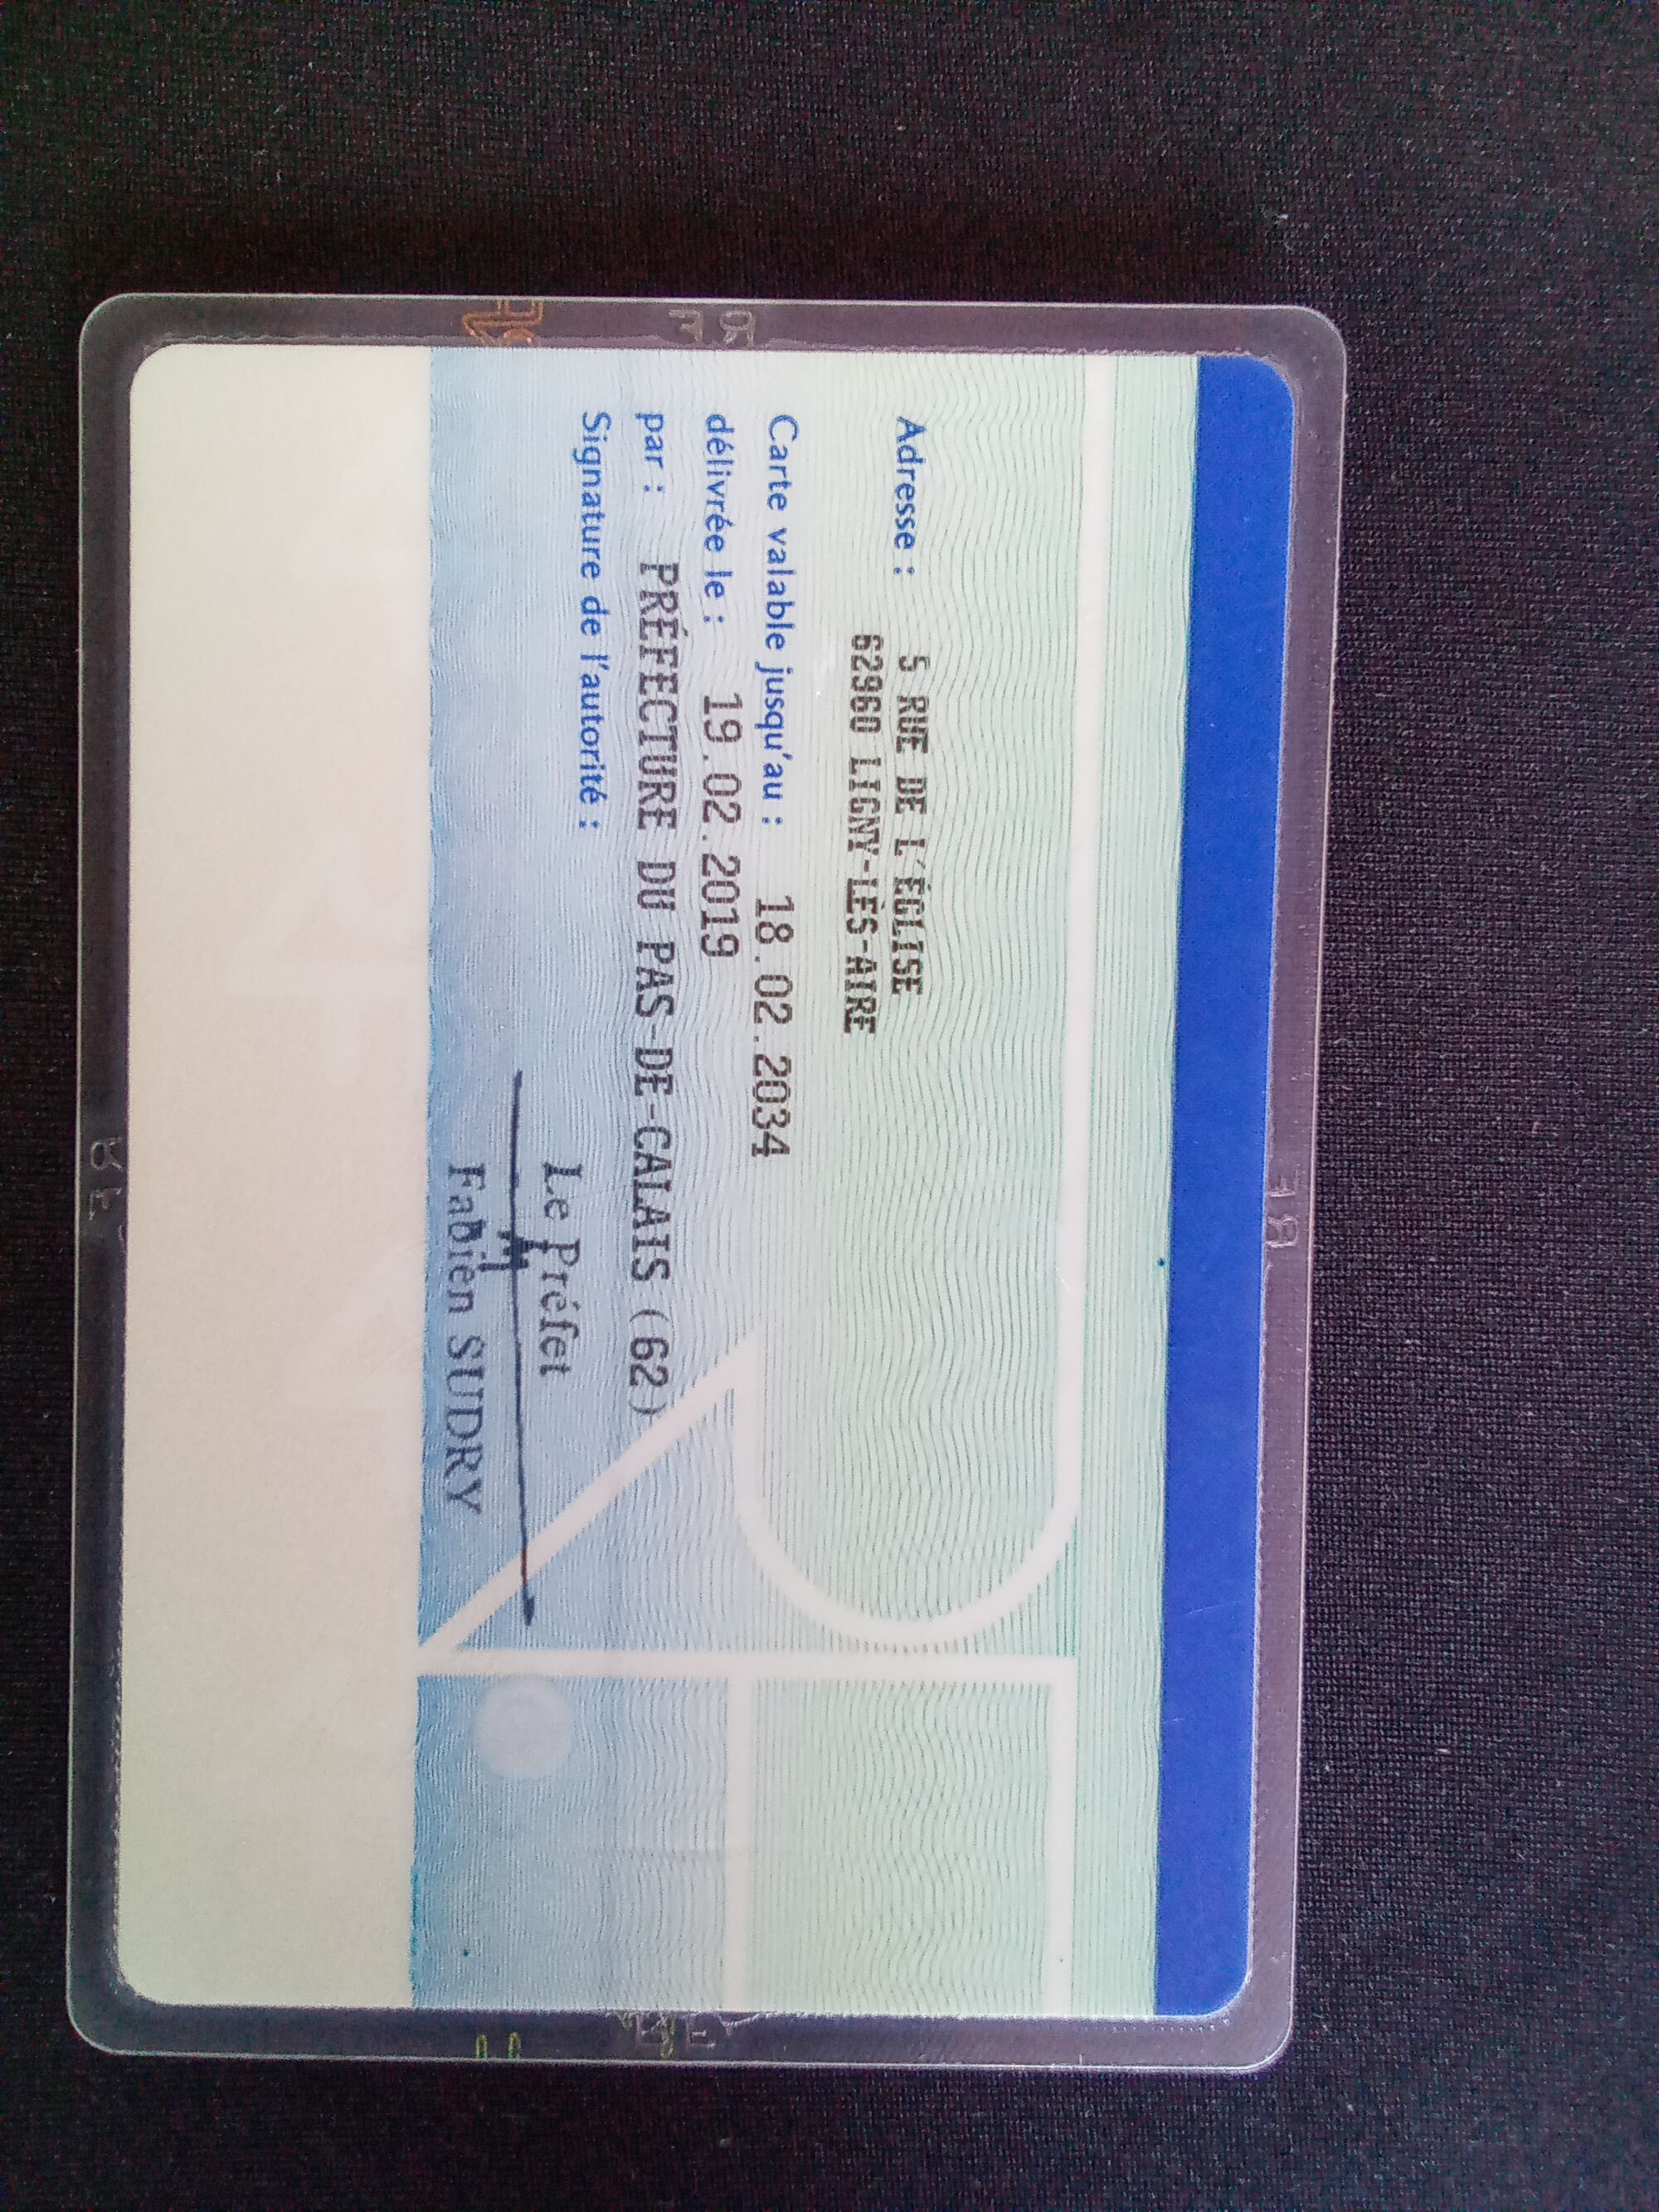 Adresse : 5 RUE DE L'ÉGLISE
62960 LIGNY-LÈS-AIRE
Carte valable jusqu'au : 18.02.2034
délivrée le : 19.02.2019
par : PRÉFECTURE DU PAS-DE-CALAIS (62)
Signature de l'autorité :
Le Préfet
Fabien SUDRY